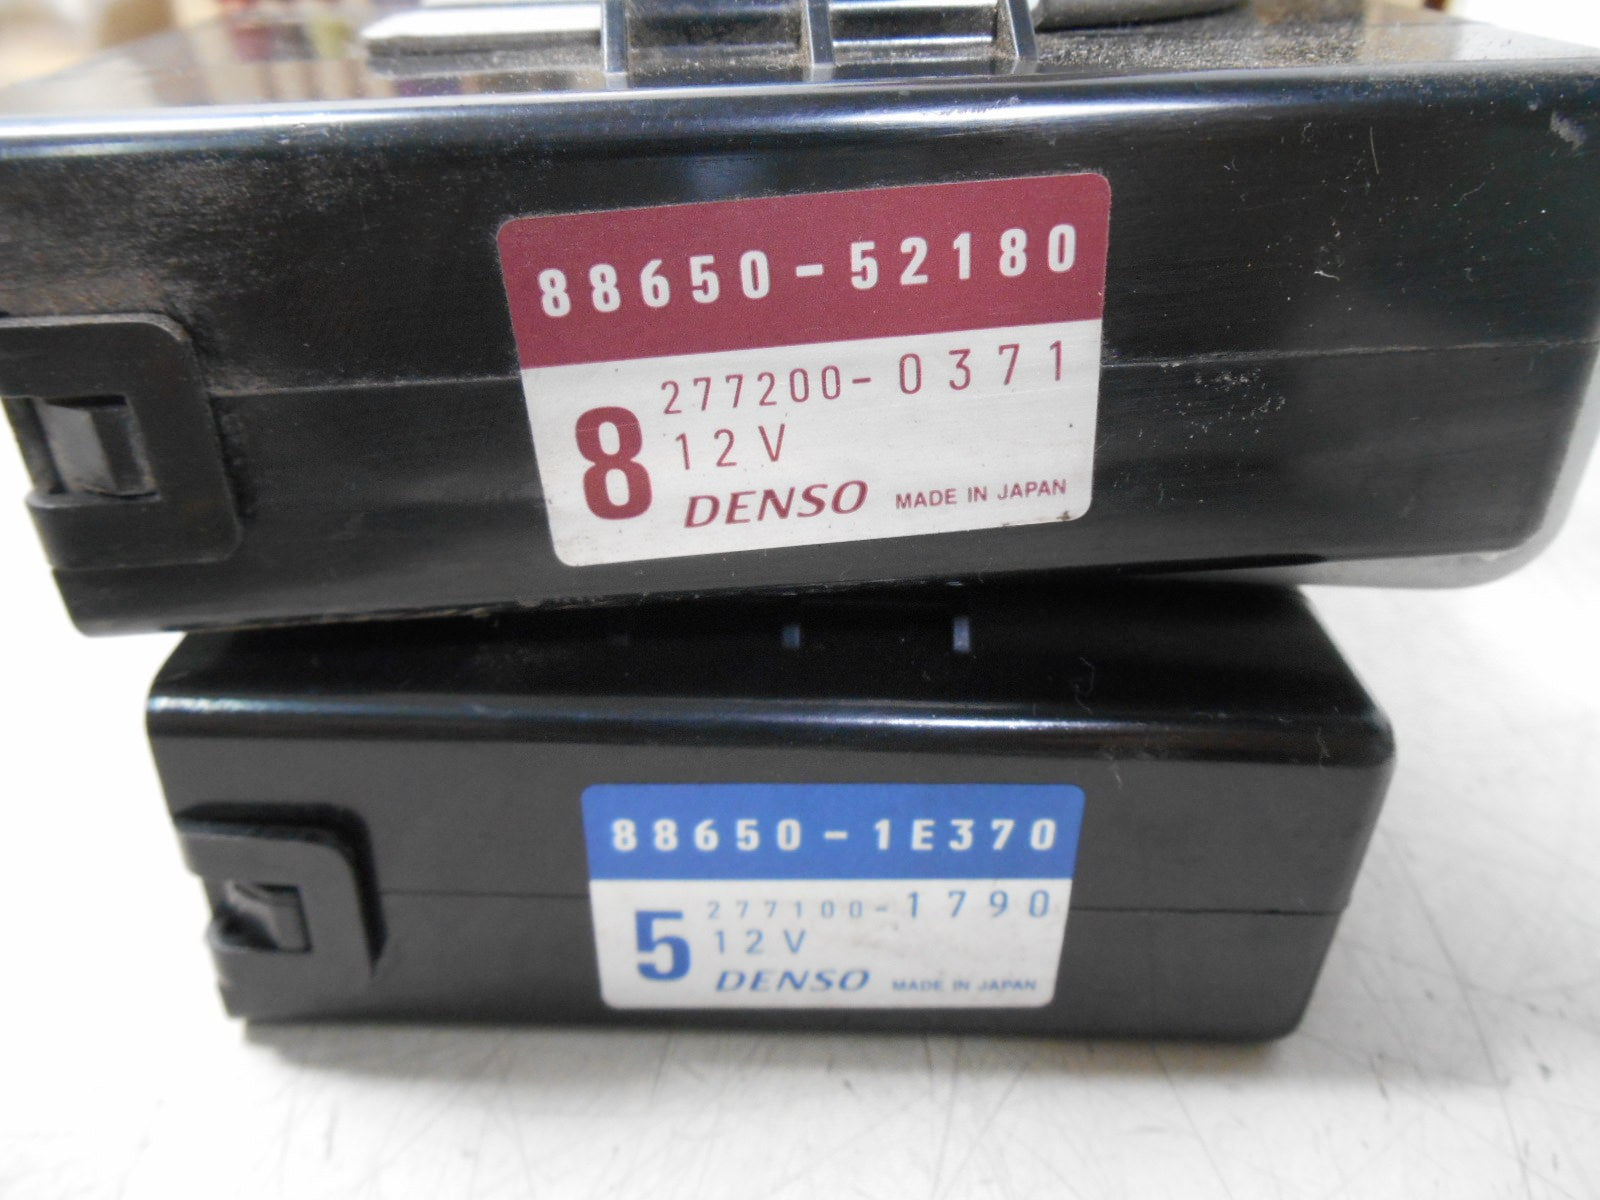 88650-52180
277200-0371
8
12V
DENSO MADE IN JAPAN
88650-1E370
277100-1790
5
12V
DENSO MADE IN JAPAN